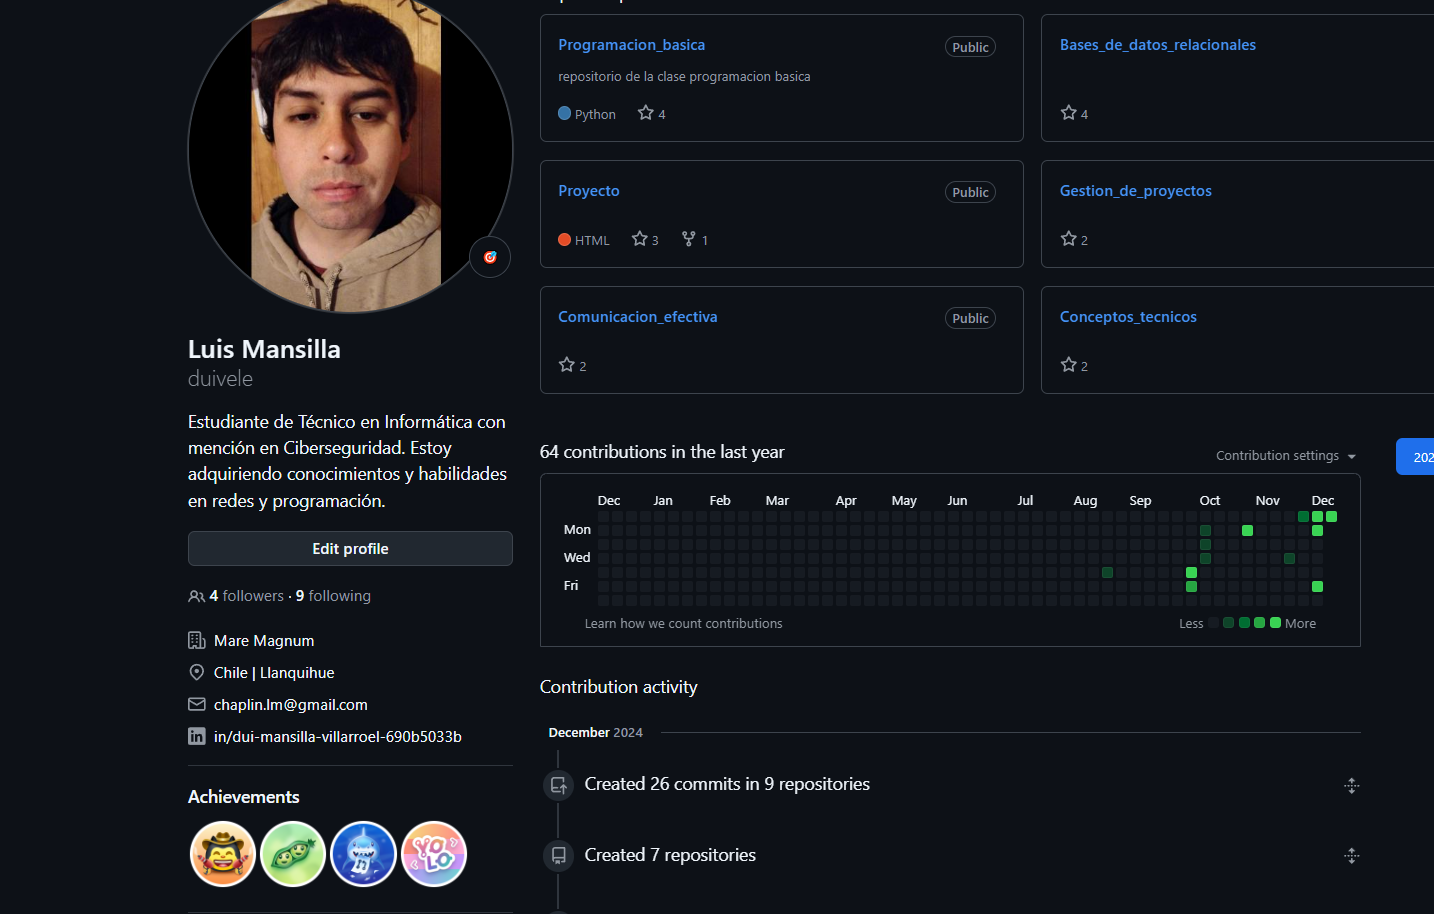 Luis Mansilla
duivele
Estudiante de Técnico en Informática con
mención en Ciberseguridad. Estoy
adquiriendo conocimientos y habilidades
en redes y programación.
Edit profile
4 followers · 9 following
Mare Magnum
Chile | Llanquihue
chaplin.lm@gmail.com
in/dui-mansilla-villarroel-690b5033b
Achievements
YOLO
Programacion_basica
Public
repositorio de la clase programacion basica
Python 4
Bases_de_datos_relacionales
4
Proyecto
Public
HTML 3 1
Gestion_de_proyectos
2
Comunicacion_efectiva
Public
2
Conceptos_tecnicos
2
64 contributions in the last year
Contribution settings
202
Dec Jan Feb Mar Apr May Jun Jul Aug Sep Oct Nov Dec
Mon
Wed
Fri
Learn how we count contributions
Less More
Contribution activity
December 2024
Created 26 commits in 9 repositories
Created 7 repositories